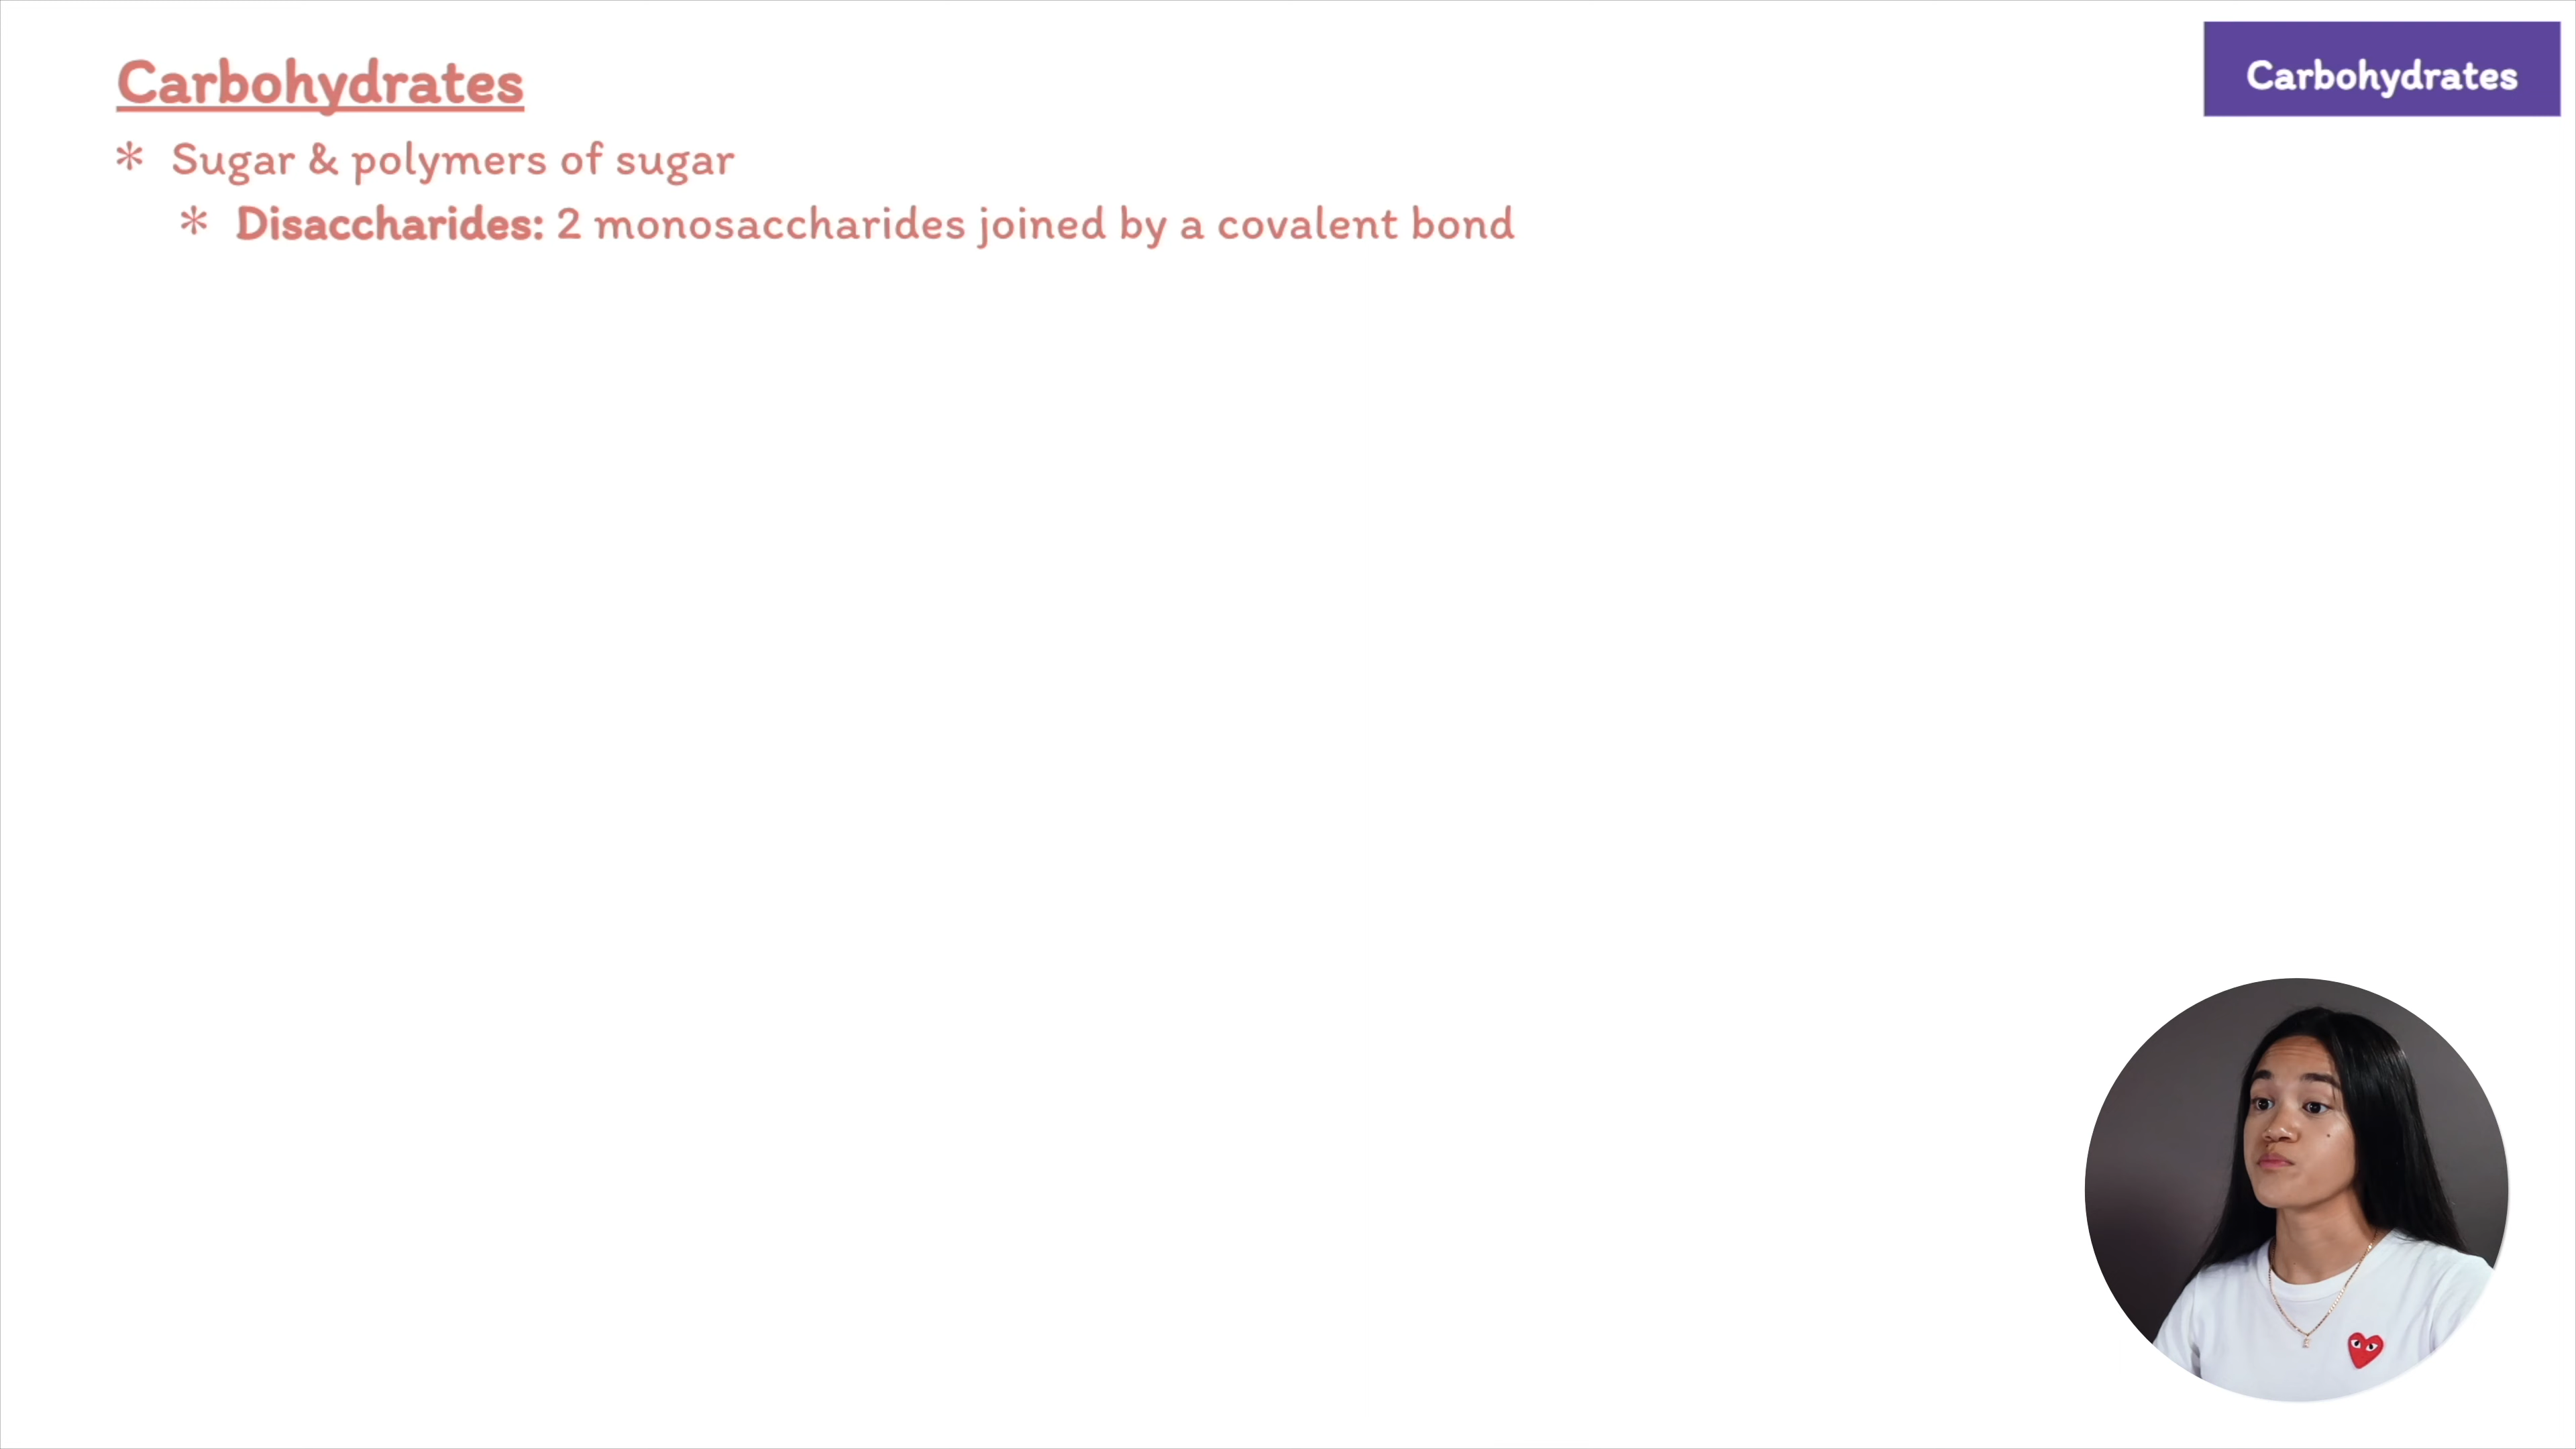 Carbohydrates
Carbohydrates
* Sugar & polymers of sugar
* Disaccharides: 2 monosaccharides joined by a covalent bond